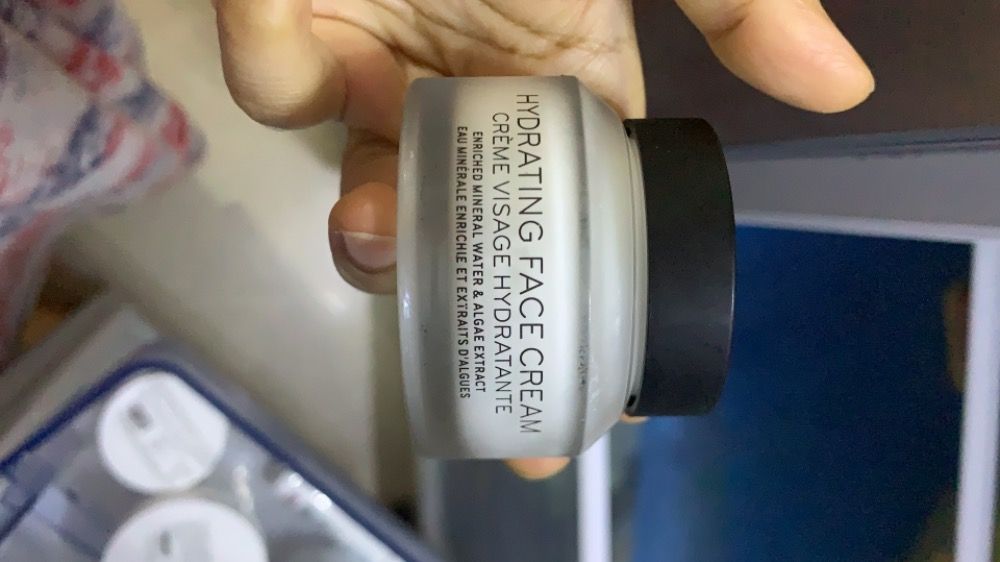 HYDRATING FACE CREAM
CRÈME VISAGE HYDRATANTE
ENRICHED MINERAL WATER & ALGAE EXTRACT
EAU MINÉRALE ENRICHIE ET EXTRAITS D'ALGUES